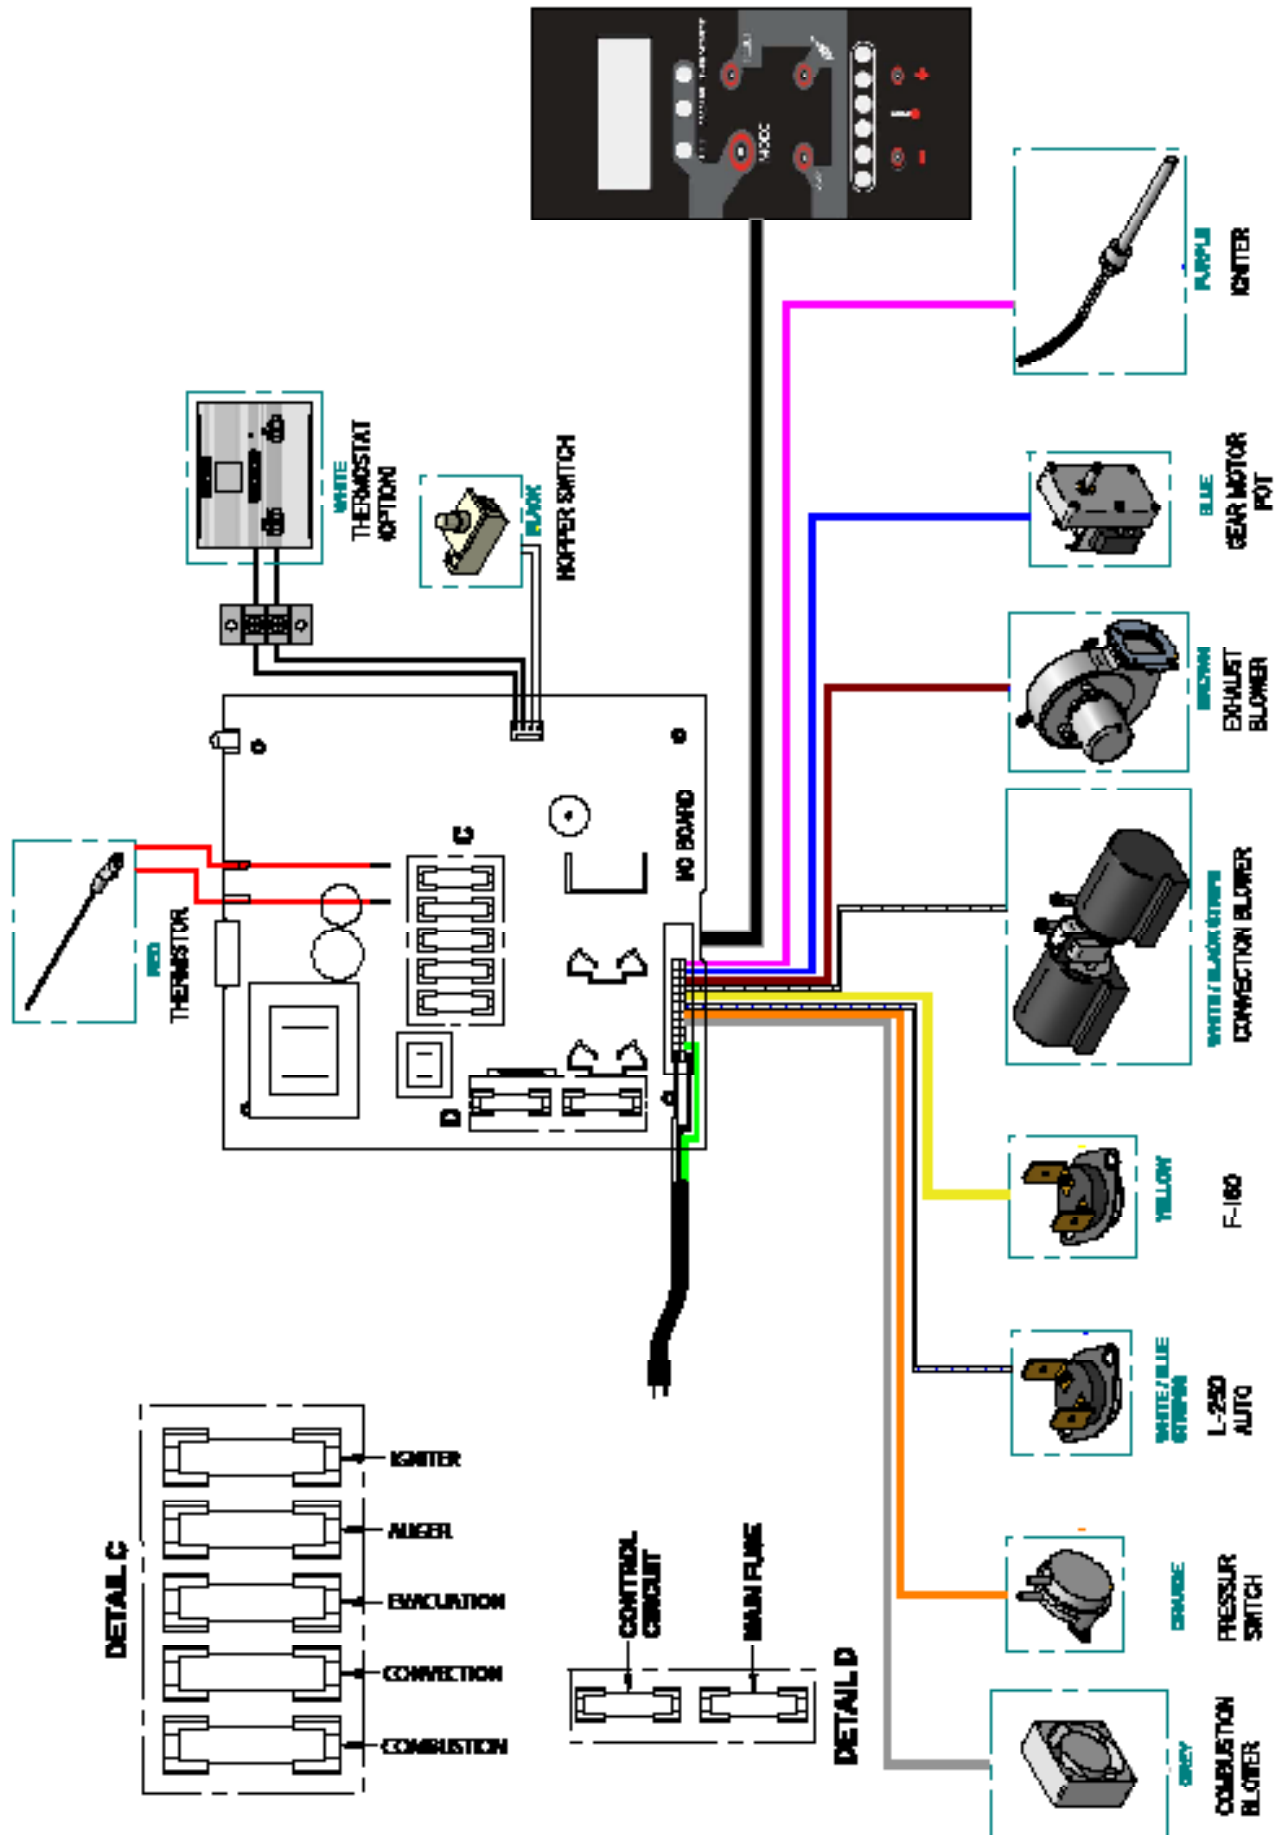 MODE
+
-
PURPLE
IGNITER
WHITE
THERMOSTAT
(OPTION)
BLACK
HOPPER SWITCH
BLUE
GEAR MOTOR
POT
BROWN
EXHAUST
BLOWER
RED
THERMISTOR
C
I/O BOARD
D
WHITE / BLACK STRIPE
CONVECTION BLOWER
YELLOW
F-160
WHITE / BLUE
L-250
AUTO
DETAIL C
IGNITER
AUGER
EVACUATION
CONVECTION
COMBUSTION
CONTROL
CIRCUIT
MAIN FUSE
DETAIL D
ORANGE
PRESSUR
SWITCH
GREY
COMBUSTION
BLOWER